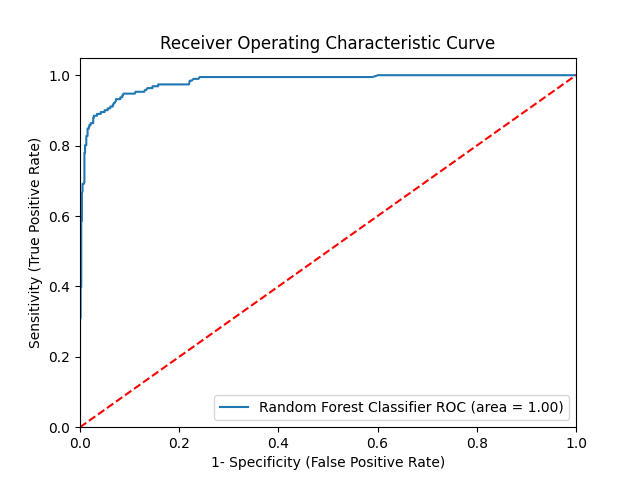 Receiver Operating Characteristic Curve
1.0
0.8
0.6
0.4
0.2
0.0
Sensitivity (True Positive Rate)
Random Forest Classifier ROC (area = 1.00)
0.0 0.2 0.4 0.6 0.8 1.0
1- Specificity (False Positive Rate)